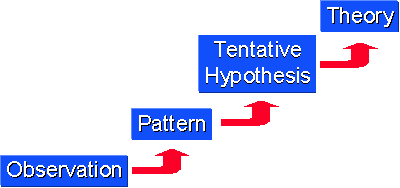 Theory
Tentative
Hypothesis
Pattern
Observation